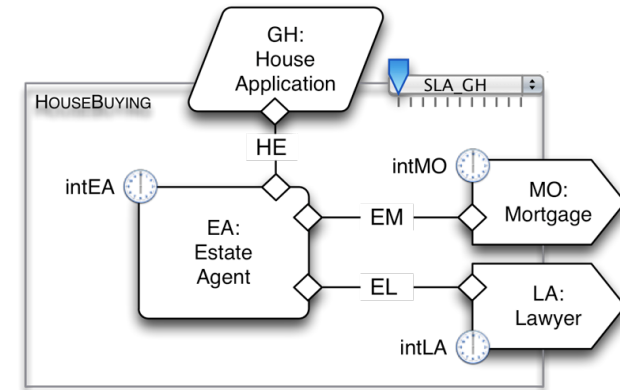 GH:
House
Application
SLA_GH
HOUSEBUYING
HE
intEA
intMO
MO:
Mortgage
EA:
Estate
Agent
EM
EL
LA:
Lawyer
intLA